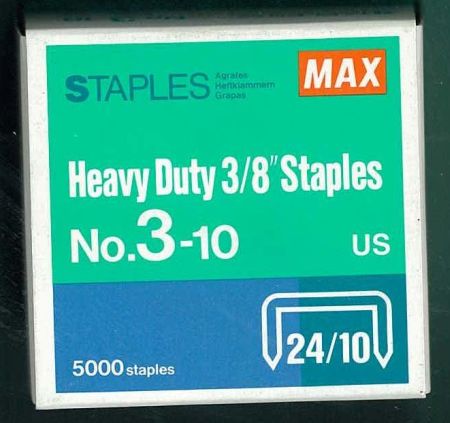 STAPLES
Agrafes
Heftklammern
Grapas
MAX
Heavy Duty 3/8" Staples
No.3-10
US
24/10
5000 staples